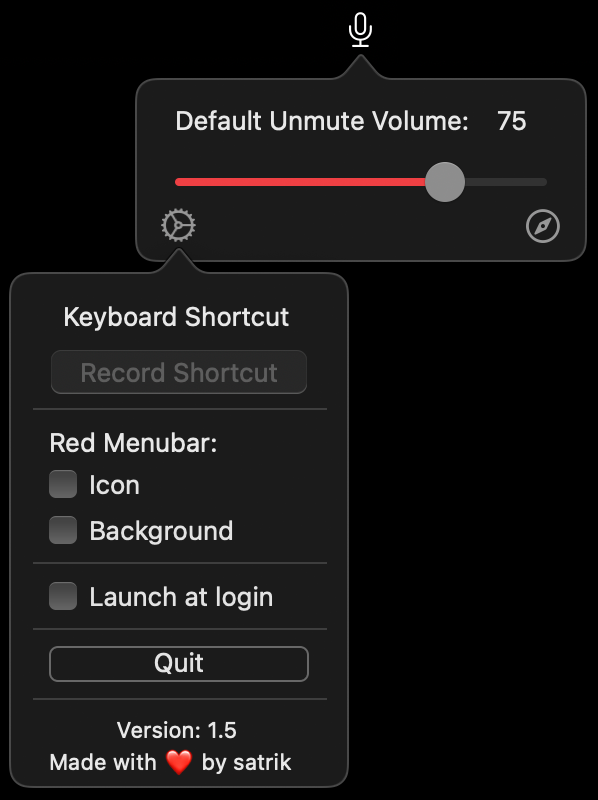 Default Unmute Volume: 75
Keyboard Shortcut
Record Shortcut
Red Menubar:
Icon
Background
Launch at login
Quit
Version: 1.5
Made with ❤️ by satrik